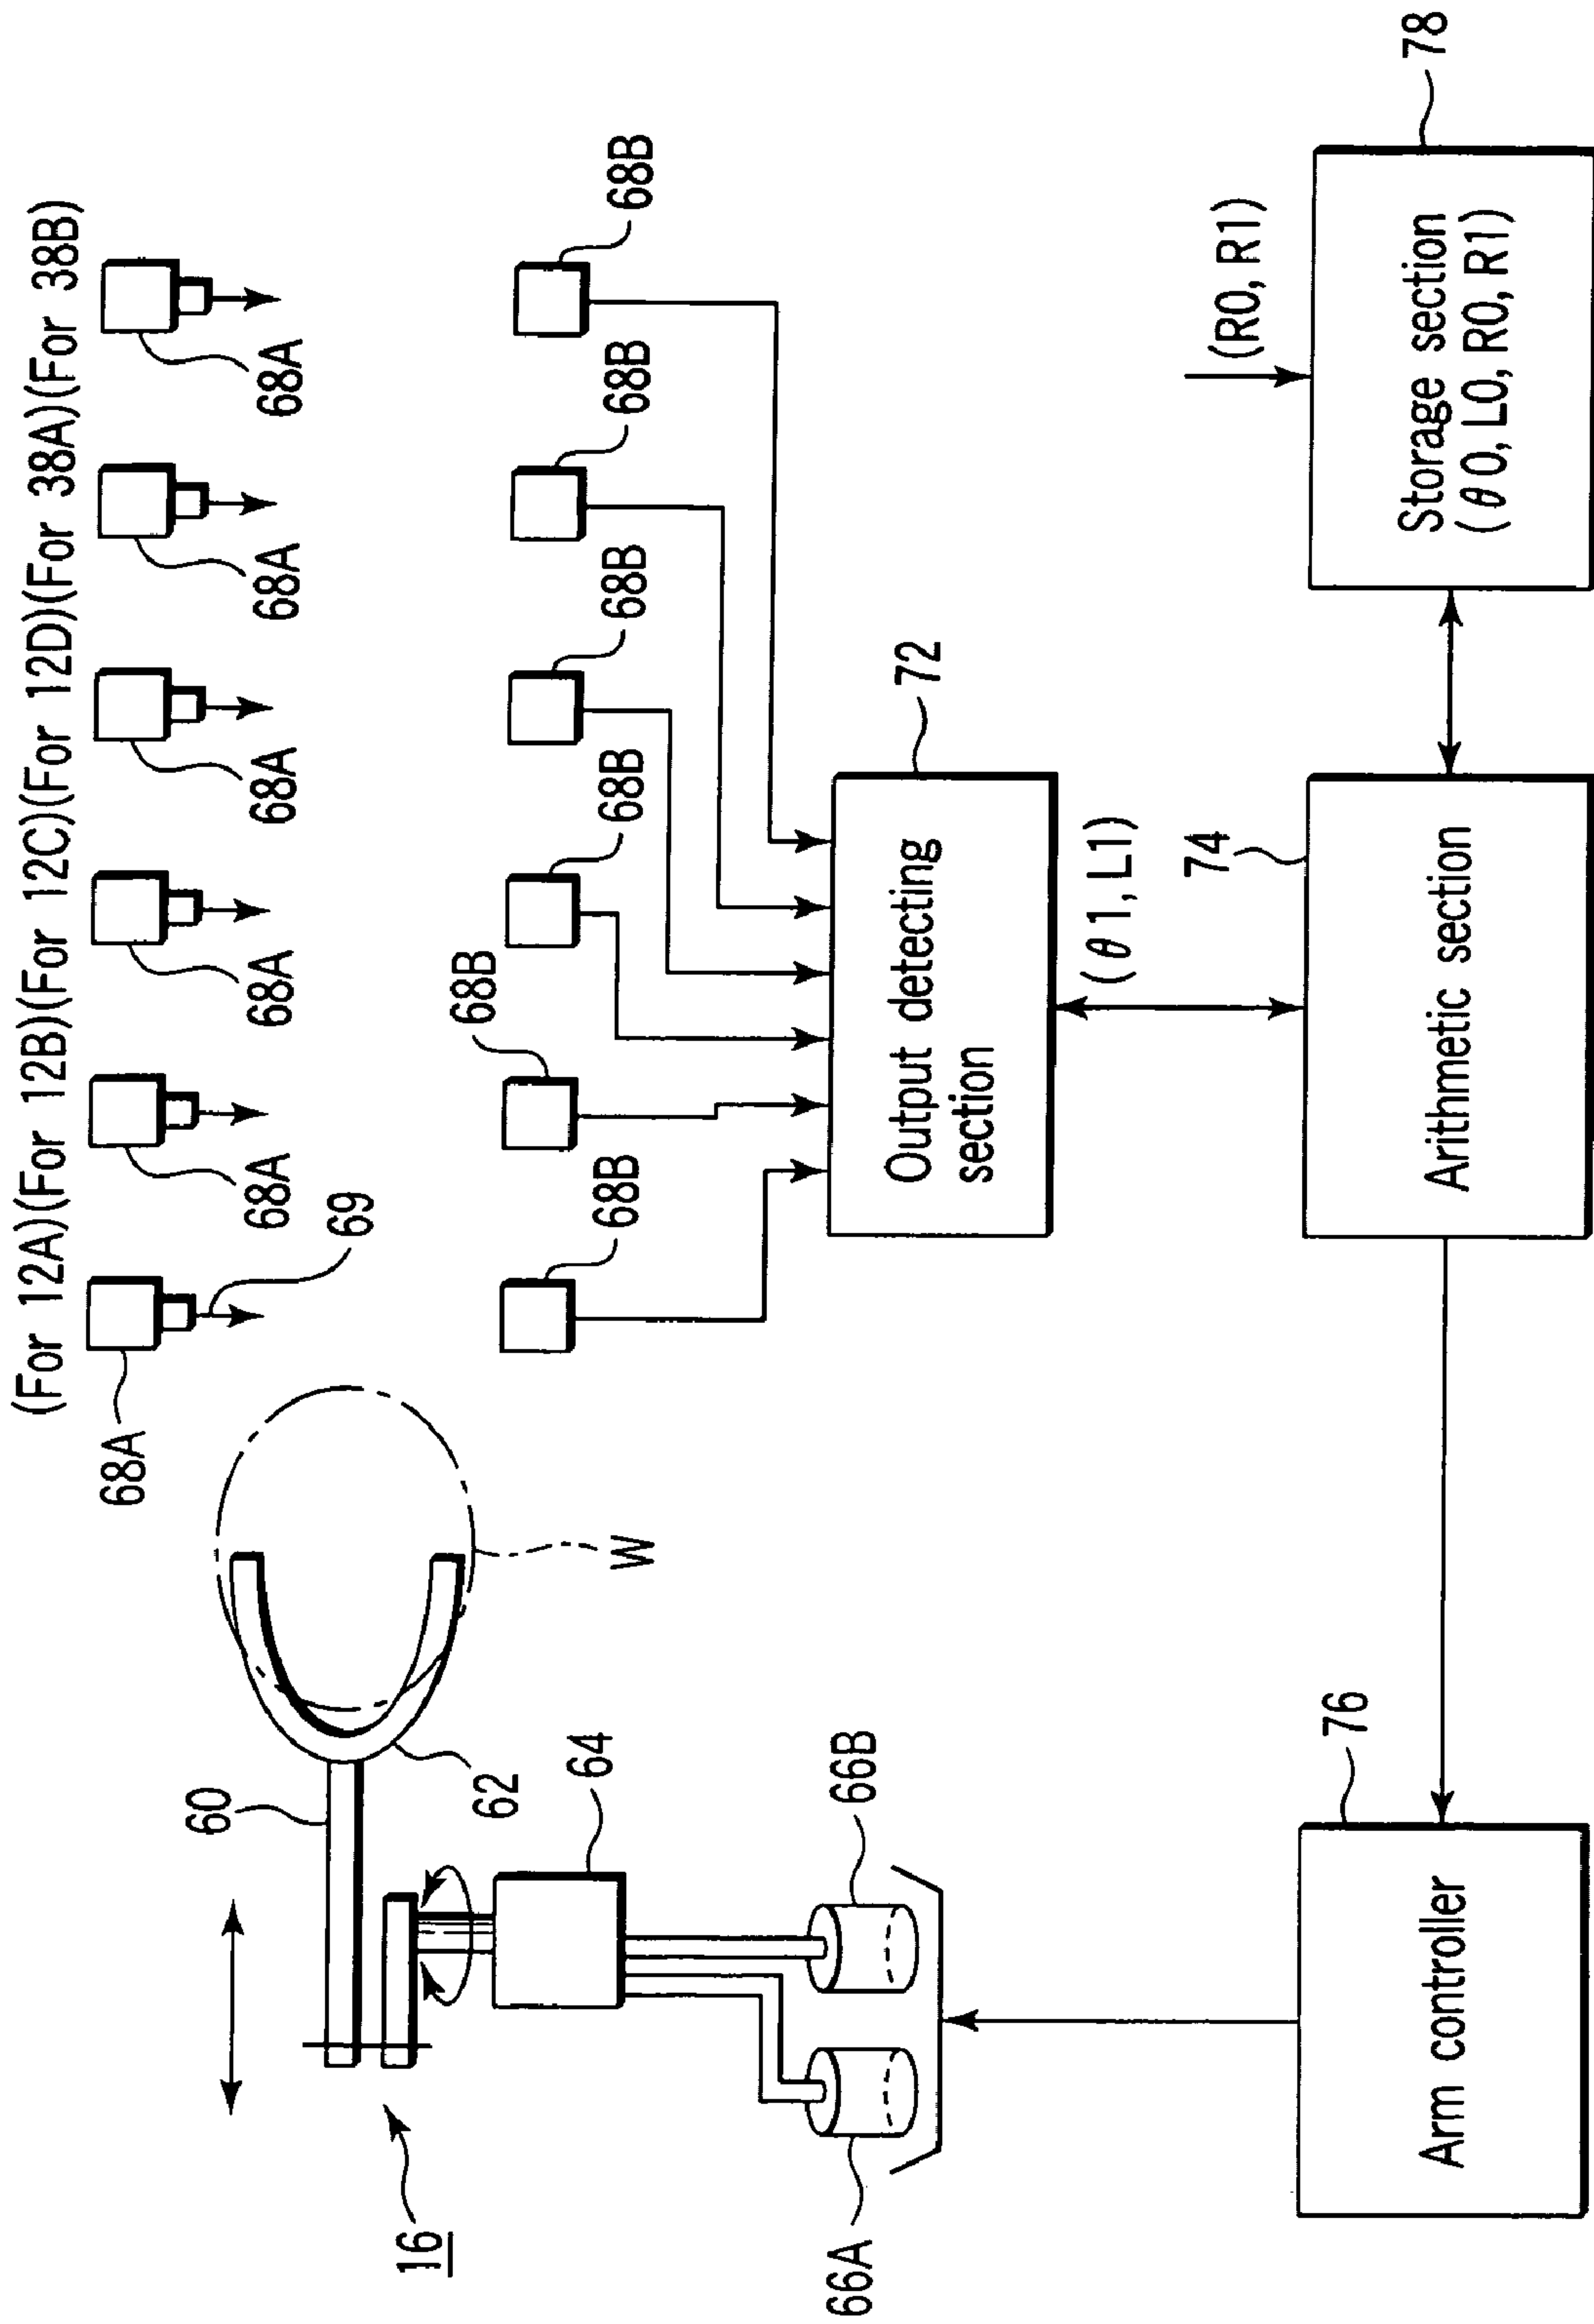 (For 12A)(For 12B)(For 12C)(For 12D)(For 38A)(For 38B)
68A
68A
68A
68A
68A
68A
69
60
62
W
68B
68B
68B
68B
68B
68B
64
16
66A
66B
72
Output detecting
section
(θ1, L1)
74
(R0, R1)
78
76
Arm controller
Arithmetic section
Storage section
(θ0, L0, R0, R1)